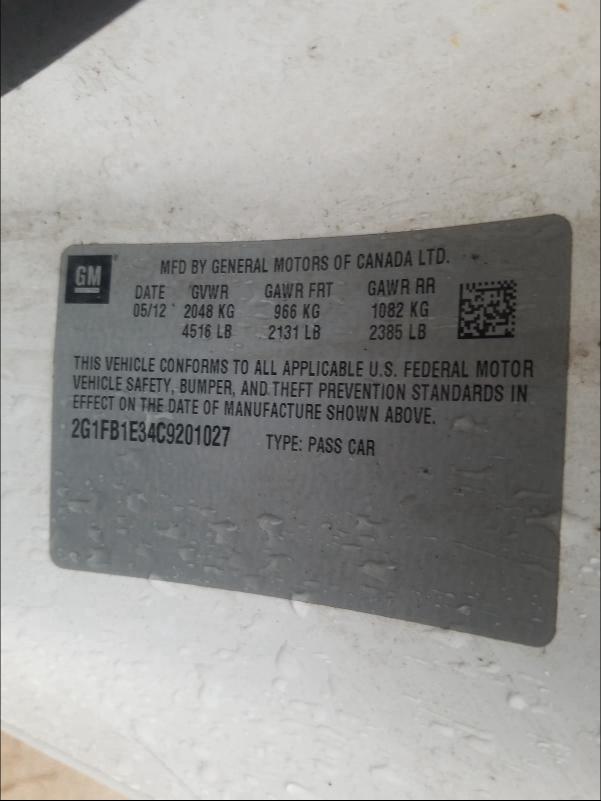 GM®
MFD BY GENERAL MOTORS OF CANADA LTD.
DATE GVWR GAWR FRT GAWR RR
05/12 2048 KG 966 KG 1082 KG
4516 LB 2131 LB 2385 LB
THIS VEHICLE CONFORMS TO ALL APPLICABLE U.S. FEDERAL MOTOR
VEHICLE SAFETY, BUMPER, AND THEFT PREVENTION STANDARDS IN
EFFECT ON THE DATE OF MANUFACTURE SHOWN ABOVE.
2G1FB1E34C9201027 TYPE: PASS CAR